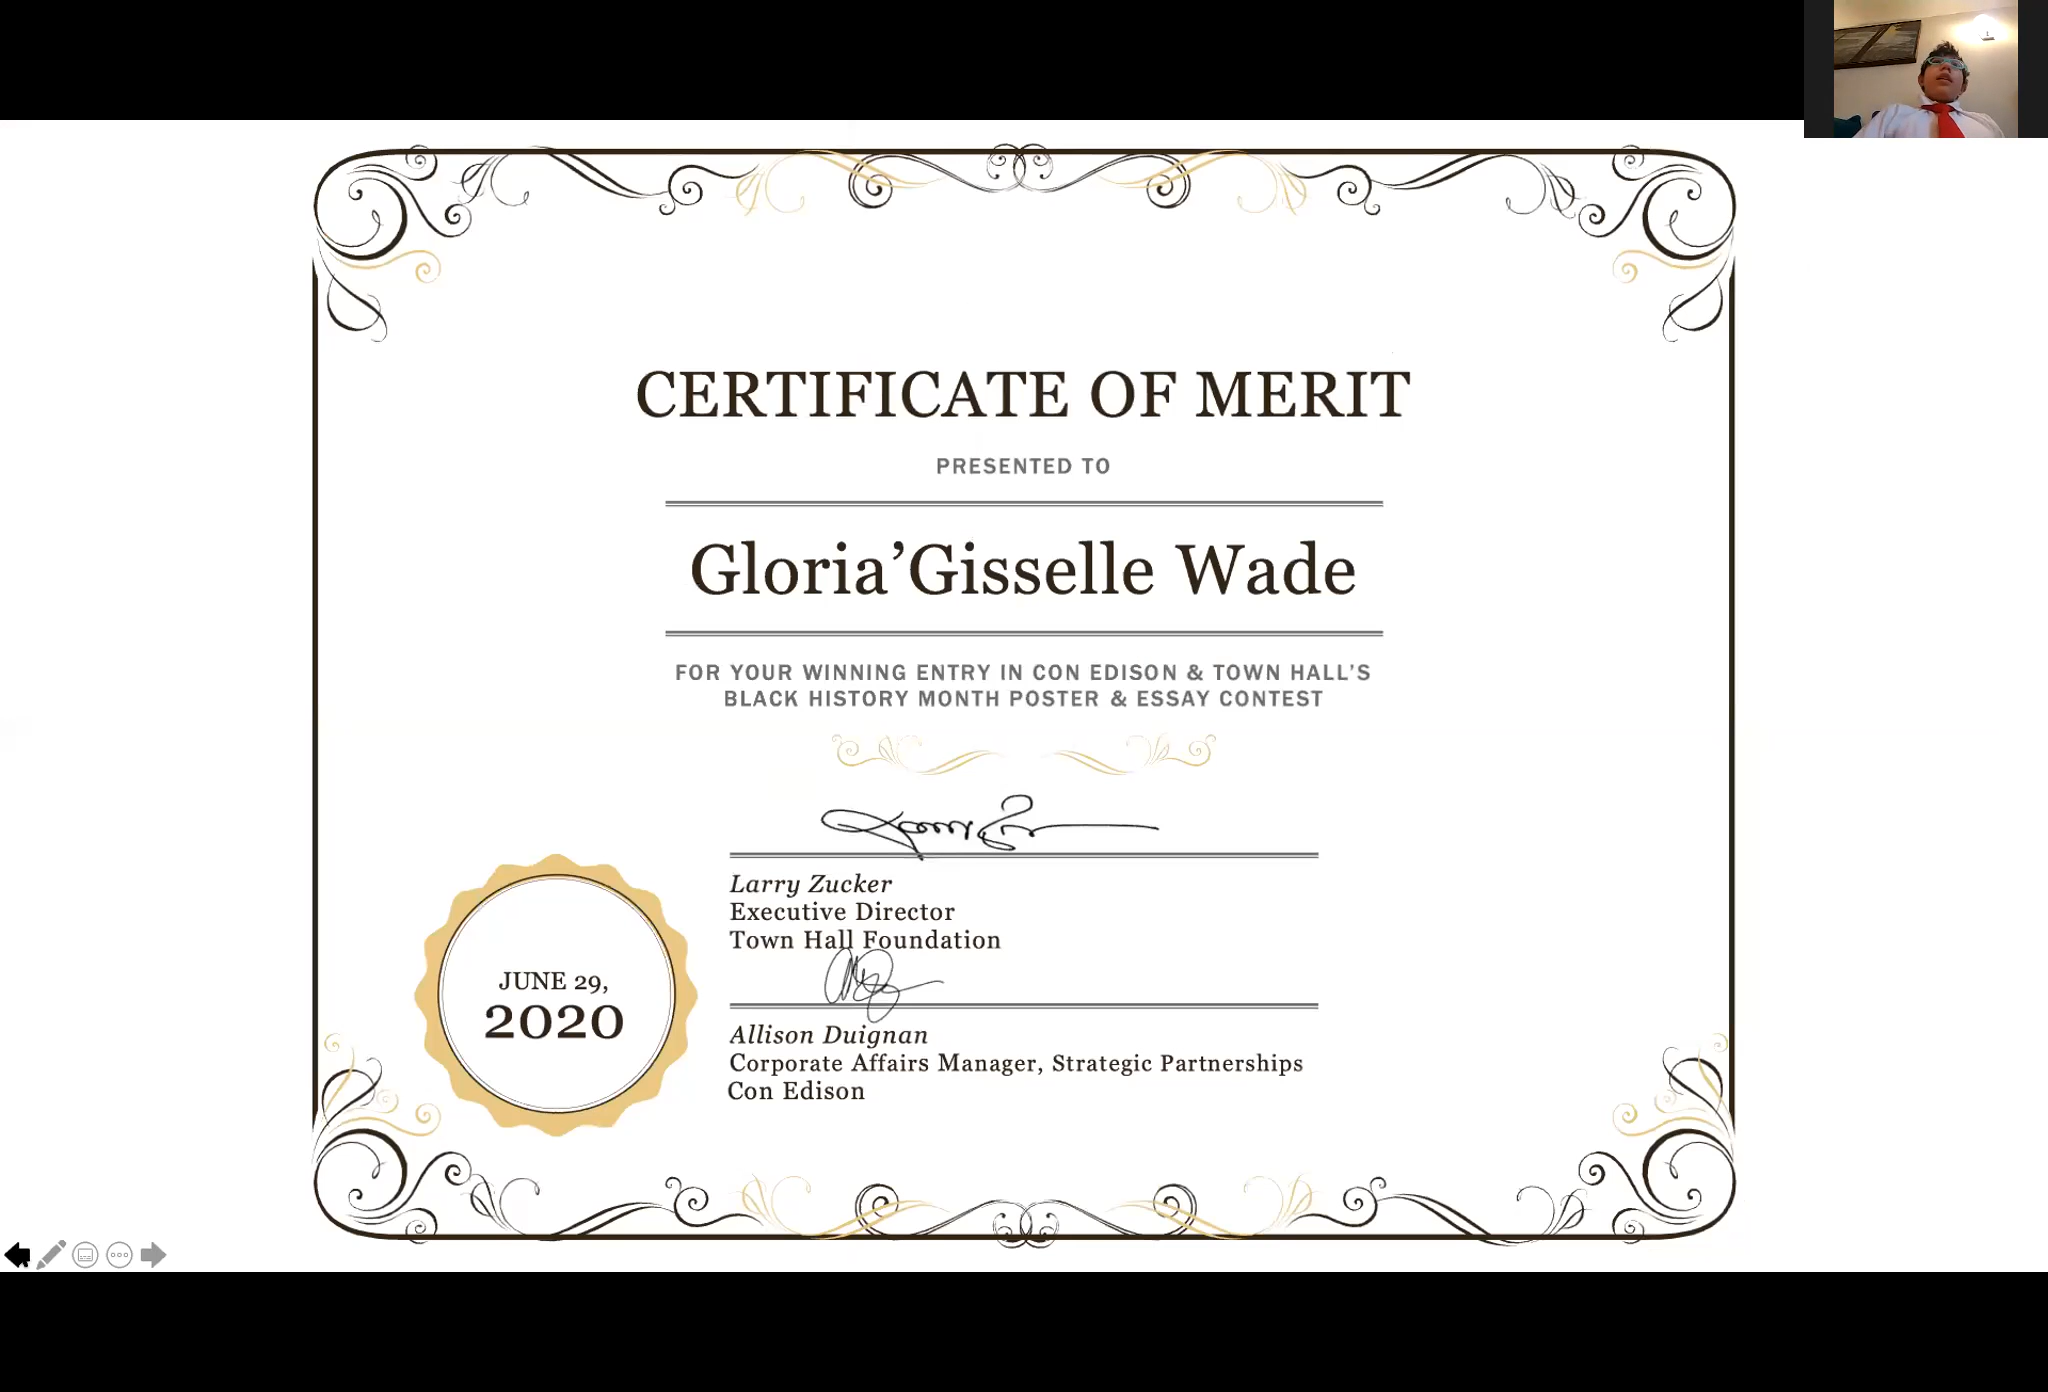 CERTIFICATE OF MERIT
PRESENTED TO
Gloria’Gisselle Wade
FOR YOUR WINNING ENTRY IN CON EDISON & TOWN HALL’S
BLACK HISTORY MONTH POSTER & ESSAY CONTEST
Larry Zucker
Executive Director
Town Hall Foundation
JUNE 29,
2020
Allison Duignan
Corporate Affairs Manager, Strategic Partnerships
Con Edison